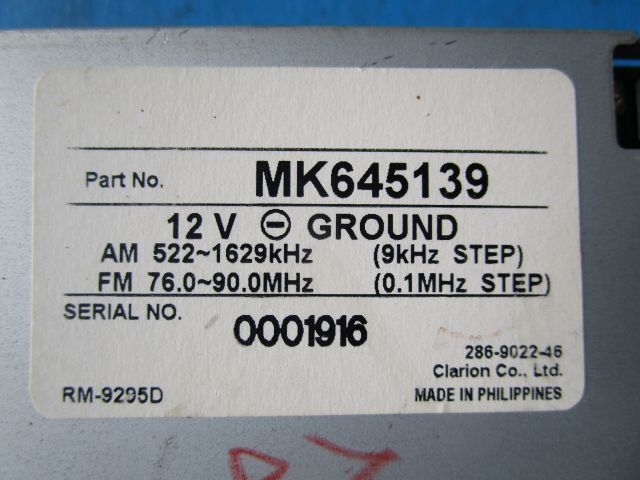 Part No. MK645139
12 V ⊖ GROUND
AM 522~1629kHz (9kHz STEP)
FM 76.0~90.0MHz (0.1MHz STEP)
SERIAL NO. 0001916
286-9022-46
Clarion Co., Ltd.
RM-9295D MADE IN PHILIPPINES